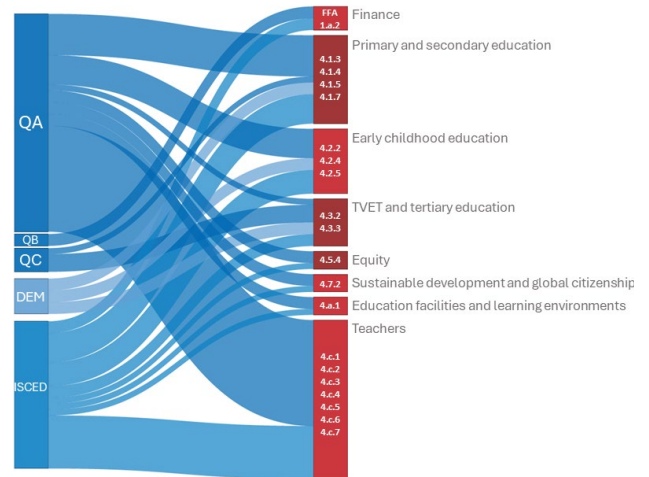 QA
QB
QC
DEM
ISCED
FFA
1.a.2
Finance
4.1.3
4.1.4
4.1.5
4.1.7
Primary and secondary education
4.2.2
4.2.4
4.2.5
Early childhood education
4.3.2
4.3.3
TVET and tertiary education
4.5.4
Equity
4.7.2
Sustainable development and global citizenship
4.a.1
Education facilities and learning environments
4.c.1
4.c.2
4.c.3
4.c.4
4.c.5
4.c.6
4.c.7
Teachers